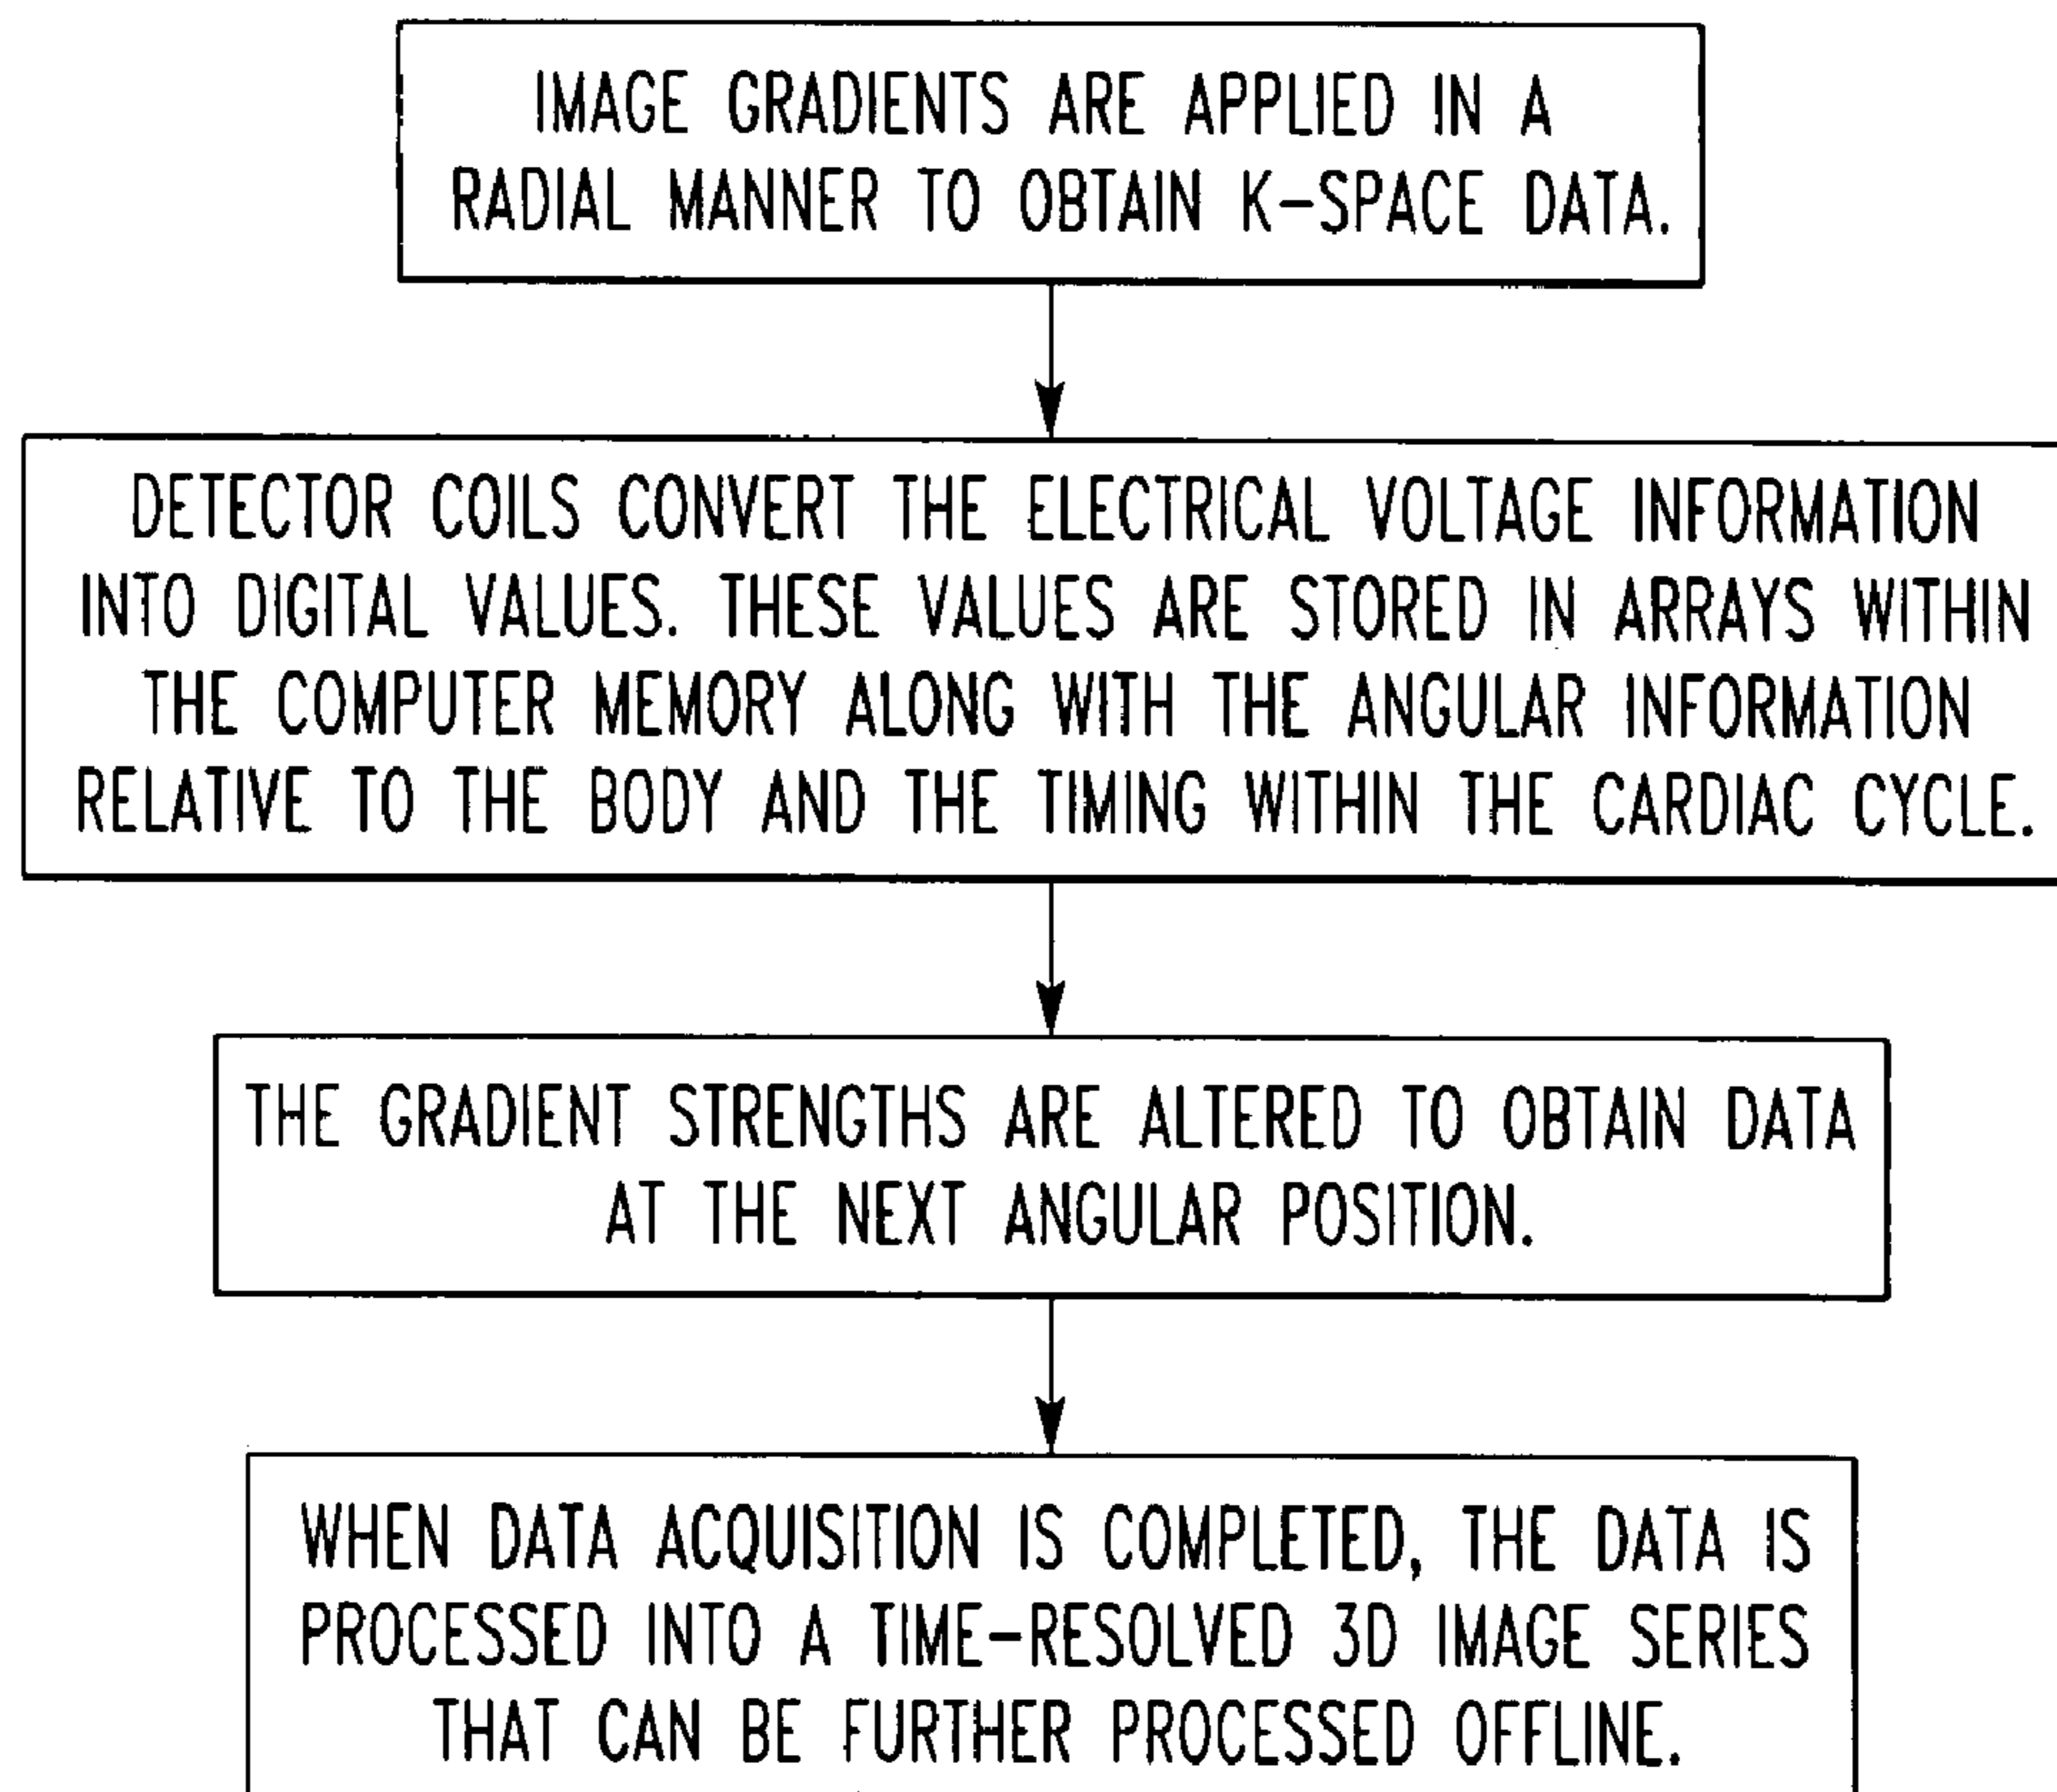 IMAGE GRADIENTS ARE APPLIED IN A
RADIAL MANNER TO OBTAIN K-SPACE DATA.
DETECTOR COILS CONVERT THE ELECTRICAL VOLTAGE INFORMATION
INTO DIGITAL VALUES. THESE VALUES ARE STORED IN ARRAYS WITHIN
THE COMPUTER MEMORY ALONG WITH THE ANGULAR INFORMATION
RELATIVE TO THE BODY AND THE TIMING WITHIN THE CARDIAC CYCLE.
THE GRADIENT STRENGTHS ARE ALTERED TO OBTAIN DATA
AT THE NEXT ANGULAR POSITION.
WHEN DATA ACQUISITION IS COMPLETED, THE DATA IS
PROCESSED INTO A TIME-RESOLVED 3D IMAGE SERIES
THAT CAN BE FURTHER PROCESSED OFFLINE.